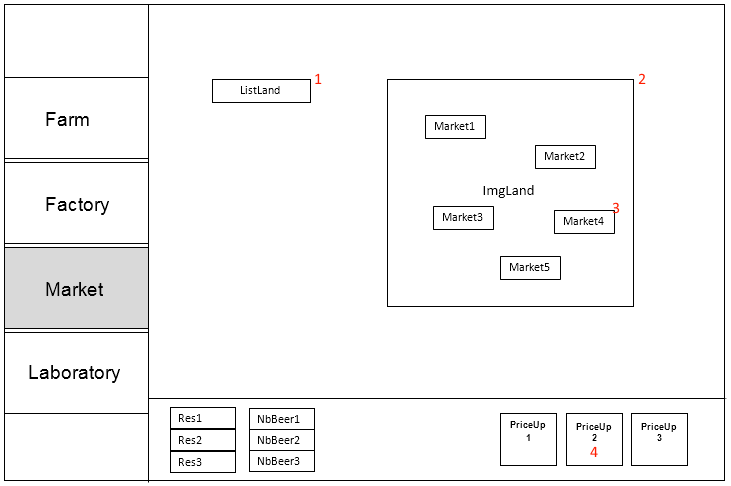 Farm
Factory
Market
Laboratory
ListLand
1
2
Market1
Market2
ImgLand
Market3
3
Market4
Market5
Res1
Res2
Res3
NbBeer1
NbBeer2
NbBeer3
PriceUp
1
PriceUp
2
4
PriceUp
3